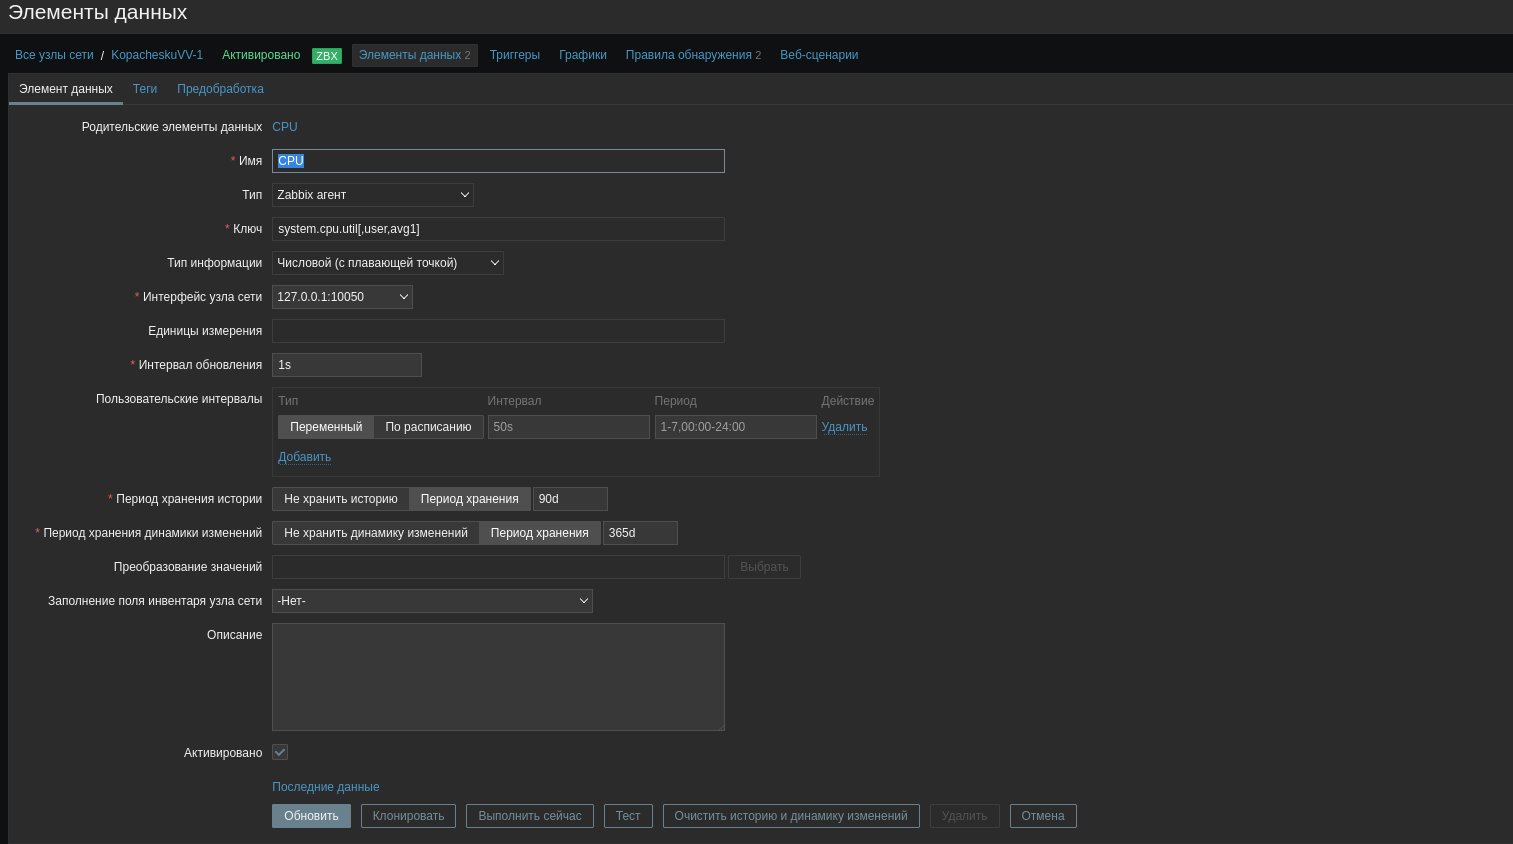 Элементы данных
Все узлы сети / KopacheskuVV-1 Активировано ZBX Элементы данных 2 Триггеры Графики Правила обнаружения 2 Веб-сценарии
Элемент данных Теги Предобработка
Родительские элементы данных CPU
* Имя CPU
Тип Zabbix агент
* Ключ system.cpu.util[,user,avg1]
Тип информации Числовой (с плавающей точкой)
* Интерфейс узла сети 127.0.0.1:10050
Единицы измерения
* Интервал обновления 1s
Пользовательские интервалы Тип Интервал Период Действие
Переменный По расписанию 50s 1-7,00:00-24:00 Удалить
Добавить
* Период хранения истории Не хранить историю Период хранения 90d
* Период хранения динамики изменений Не хранить динамику изменений Период хранения 365d
Преобразование значений Выбрать
Заполнение поля инвентаря узла сети -Нет-
Описание
Активировано
Последние данные
Обновить Клонировать Выполнить сейчас Тест Очистить историю и динамику изменений Удалить Отмена